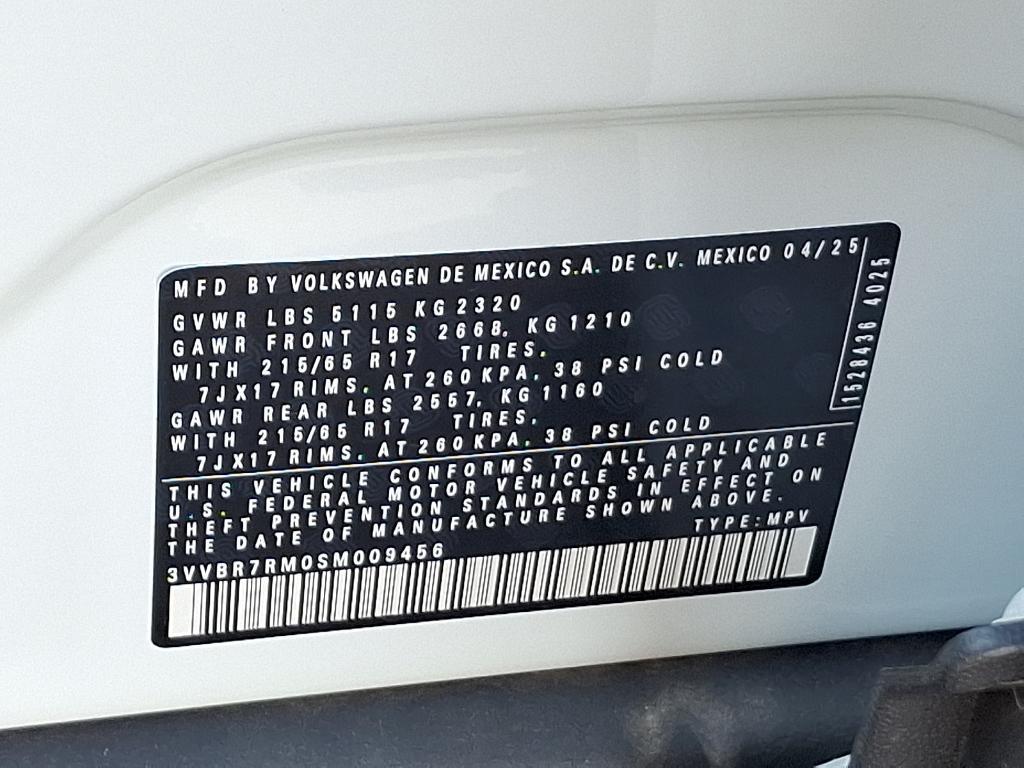 MFD BY VOLKSWAGEN DE MEXICO S.A. DE C.V. MEXICO 04/25
GVWR LBS 5115 KG 2320
GAWR FRONT LBS 2668, KG 1210
WITH 215/65 R17 TIRES.
7JX17 RIMS. AT 260 KPA. 38 PSI COLD
GAWR REAR LBS 2557, KG 1160
WITH 215/65 R17 TIRES.
7JX17 RIMS. AT 260 KPA. 38 PSI COLD
THIS VEHICLE CONFORMS TO ALL APPLICABLE
U.S. FEDERAL MOTOR VEHICLE SAFETY AND
THEFT PREVENTION STANDARDS IN EFFECT ON
THE DATE OF MANUFACTURE SHOWN ABOVE.
TYPE:MPV
3VVBR7RM0SM009456
1528436 4025